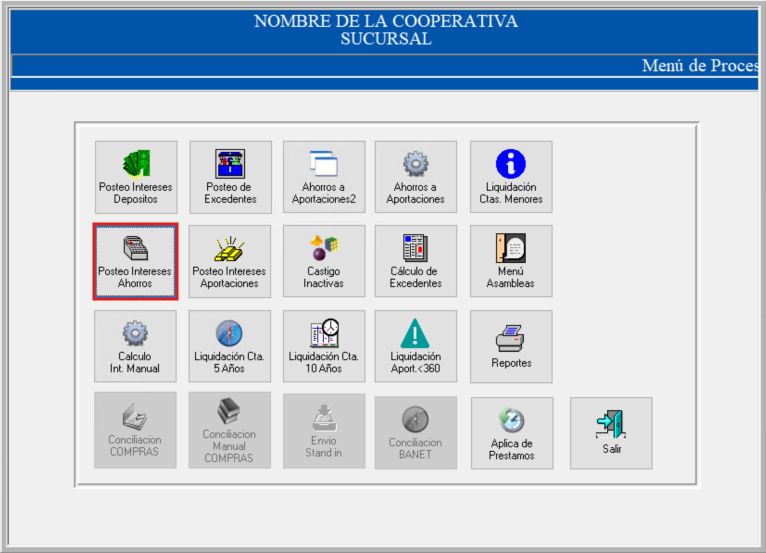 NOMBRE DE LA COOPERATIVA
SUCURSAL
Menú de Proces
Posteo Intereses
Depositos
Posteo de
Excedentes
Ahorros a
Aportaciones2
Ahorros a
Aportaciones
Liquidación
Ctas. Menores
Posteo Intereses
Ahorros
Posteo Intereses
Aportaciones
Castigo
Inactivas
Cálculo de
Excedentes
Menú
Asambleas
Calculo
Int. Manual
Liquidación Cta.
5 Años
Liquidación Cta.
10 Años
Liquidación
Aport.<360
Reportes
Conciliacion
COMPRAS
Conciliacion
Manual
COMPRAS
Envio
Stand in
Conciliacion
BANET
Aplica de
Prestamos
Salir